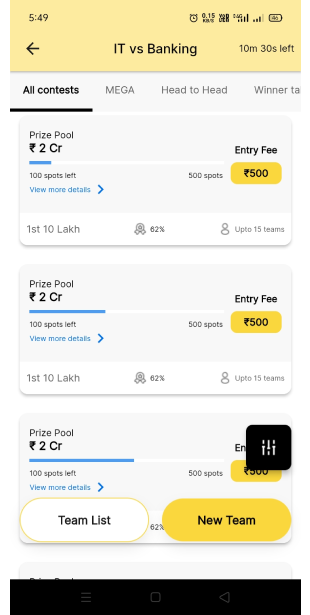 5:49
0.15 KB/S
IT vs Banking
10m 30s left
All contests MEGA Head to Head Winner ta
Prize Pool
₹ 2 Cr
Entry Fee
₹500
100 spots left 500 spots
View more details
1st 10 Lakh 62% Upto 15 teams
Prize Pool
₹ 2 Cr
Entry Fee
₹500
100 spots left 500 spots
View more details
1st 10 Lakh 62% Upto 15 teams
Prize Pool
₹ 2 Cr
En
₹500
100 spots left 500 spots
View more details
Team List 62% New Team